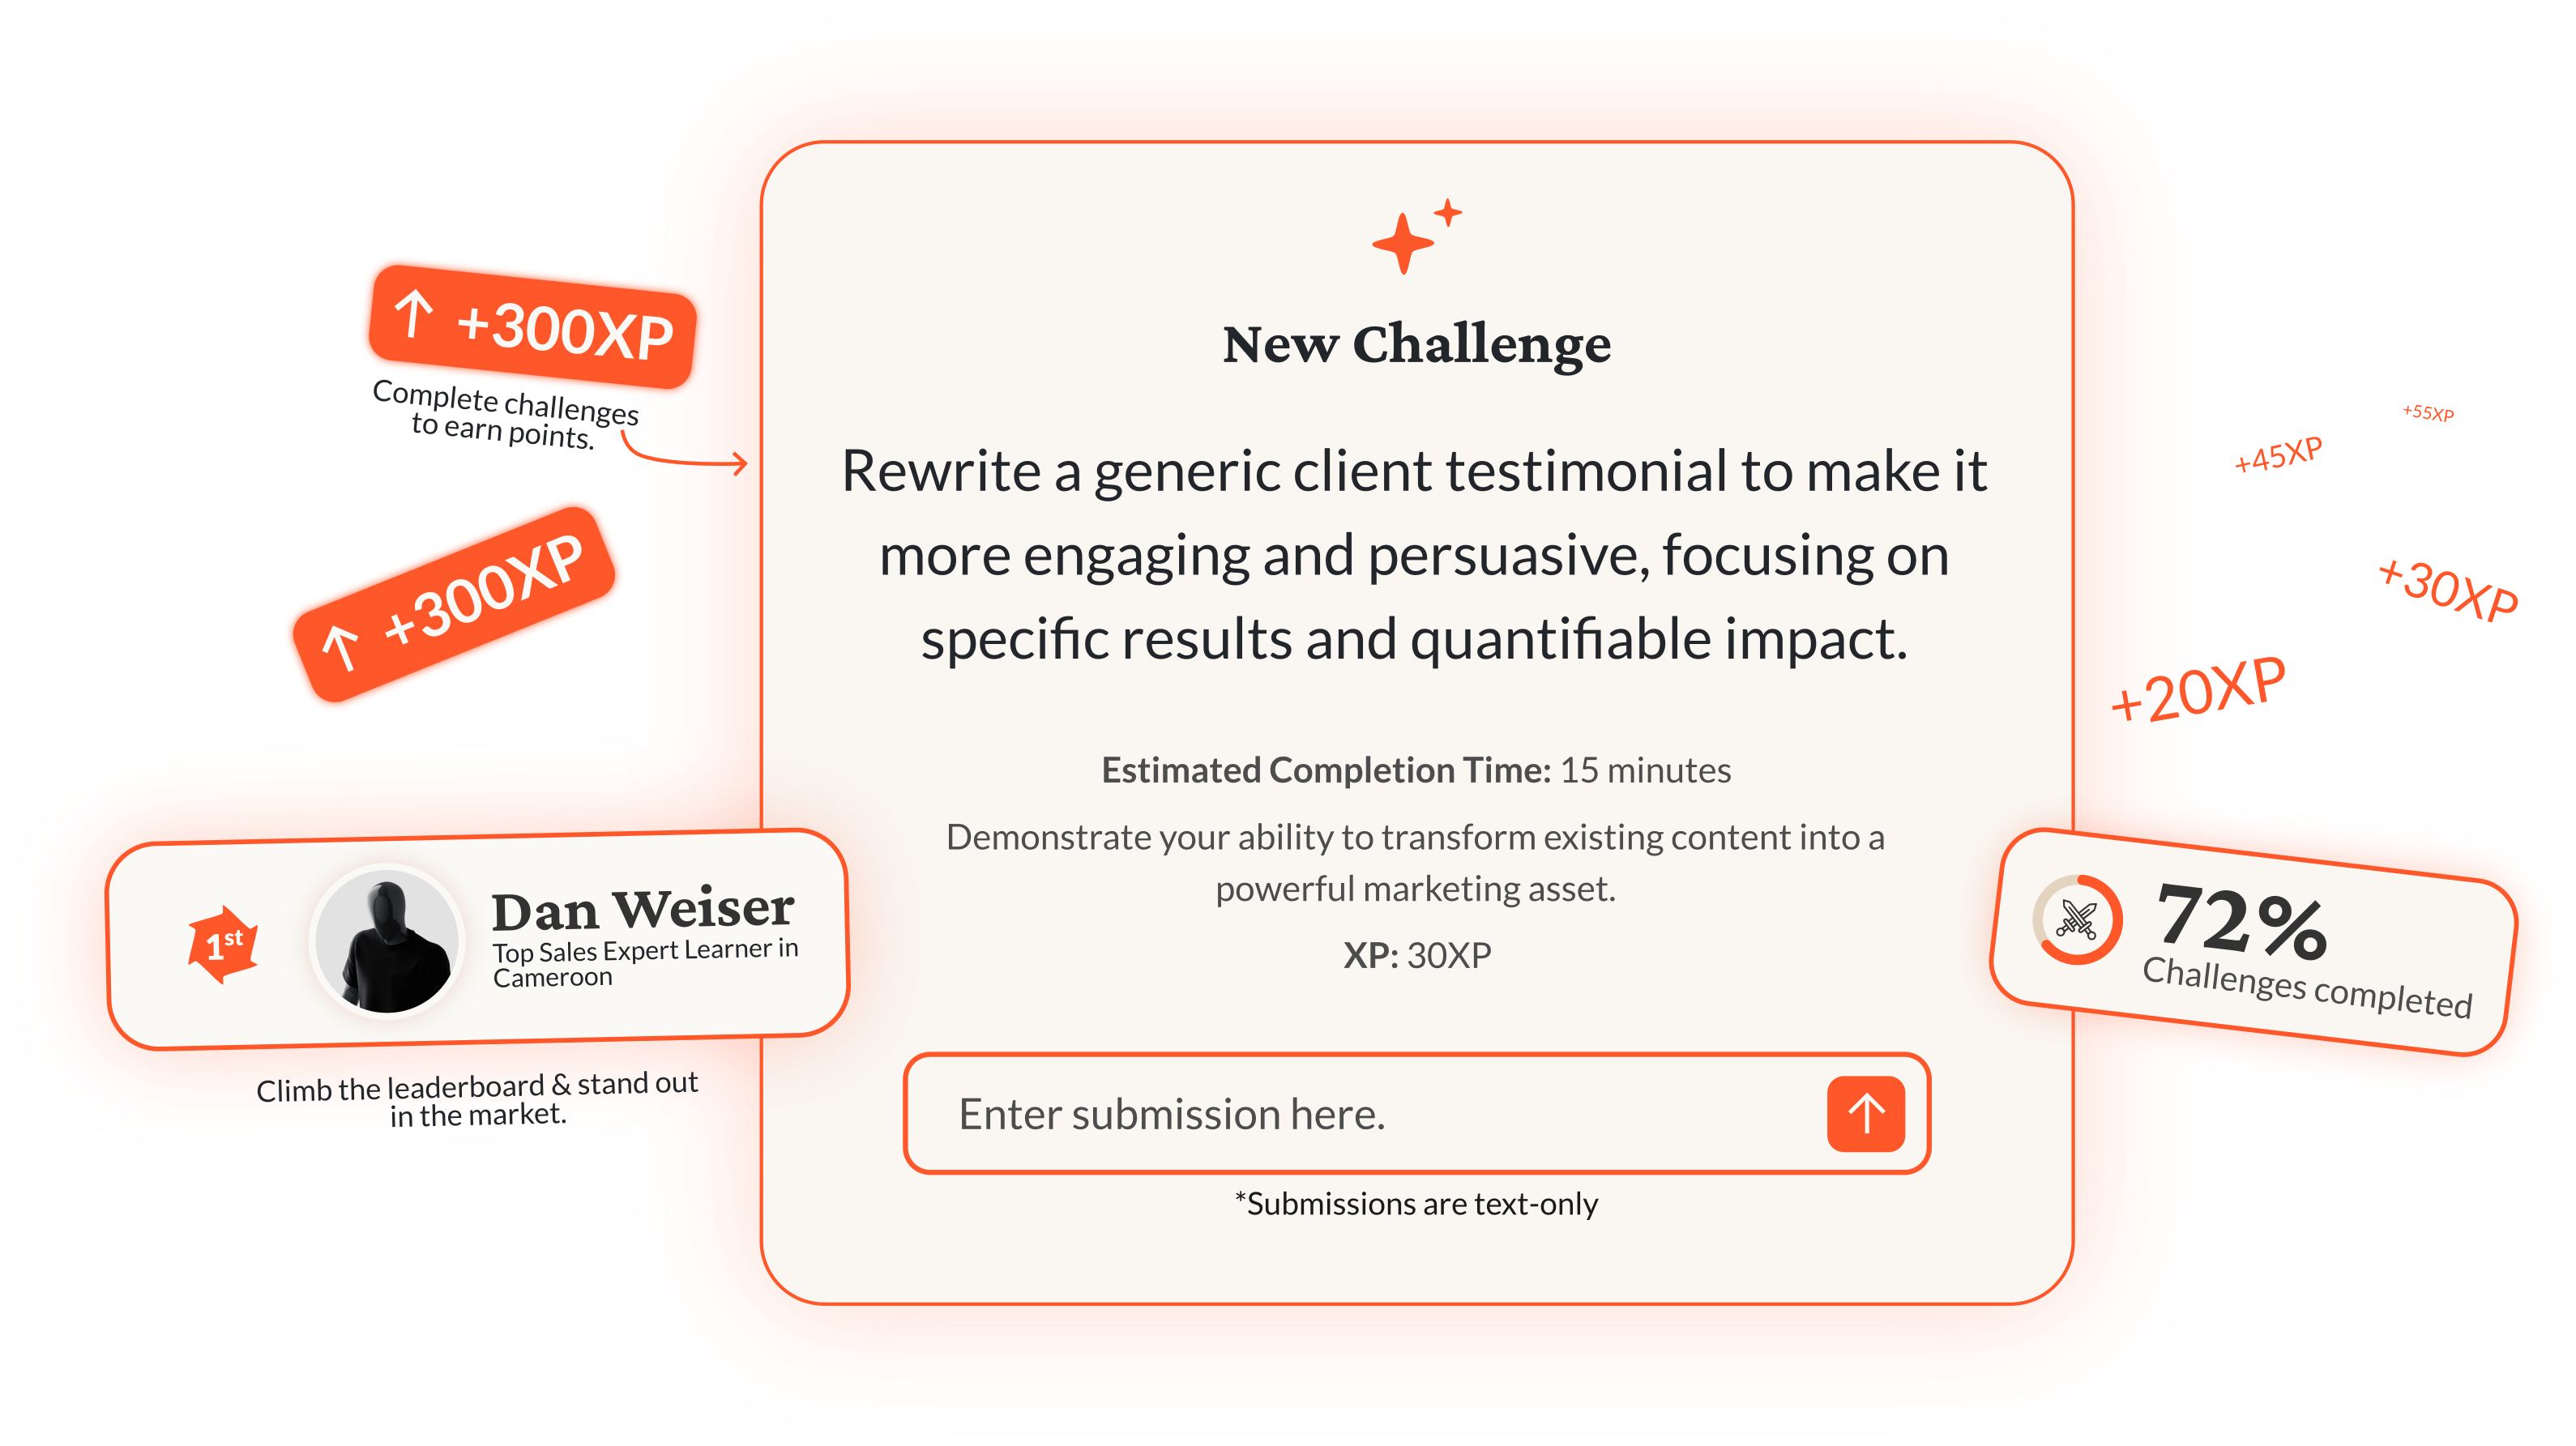 ↑ +300XP
Complete challenges
to earn points.
↑ +300XP
1st
Dan Weiser
Top Sales Expert Learner in
Cameroon
Climb the leaderboard & stand out
in the market.
New Challenge
Rewrite a generic client testimonial to make it
more engaging and persuasive, focusing on
specific results and quantifiable impact.
Estimated Completion Time: 15 minutes
Demonstrate your ability to transform existing content into a
powerful marketing asset.
XP: 30XP
Enter submission here.
*Submissions are text-only
+55XP
+45XP
+30XP
+20XP
72%
Challenges completed